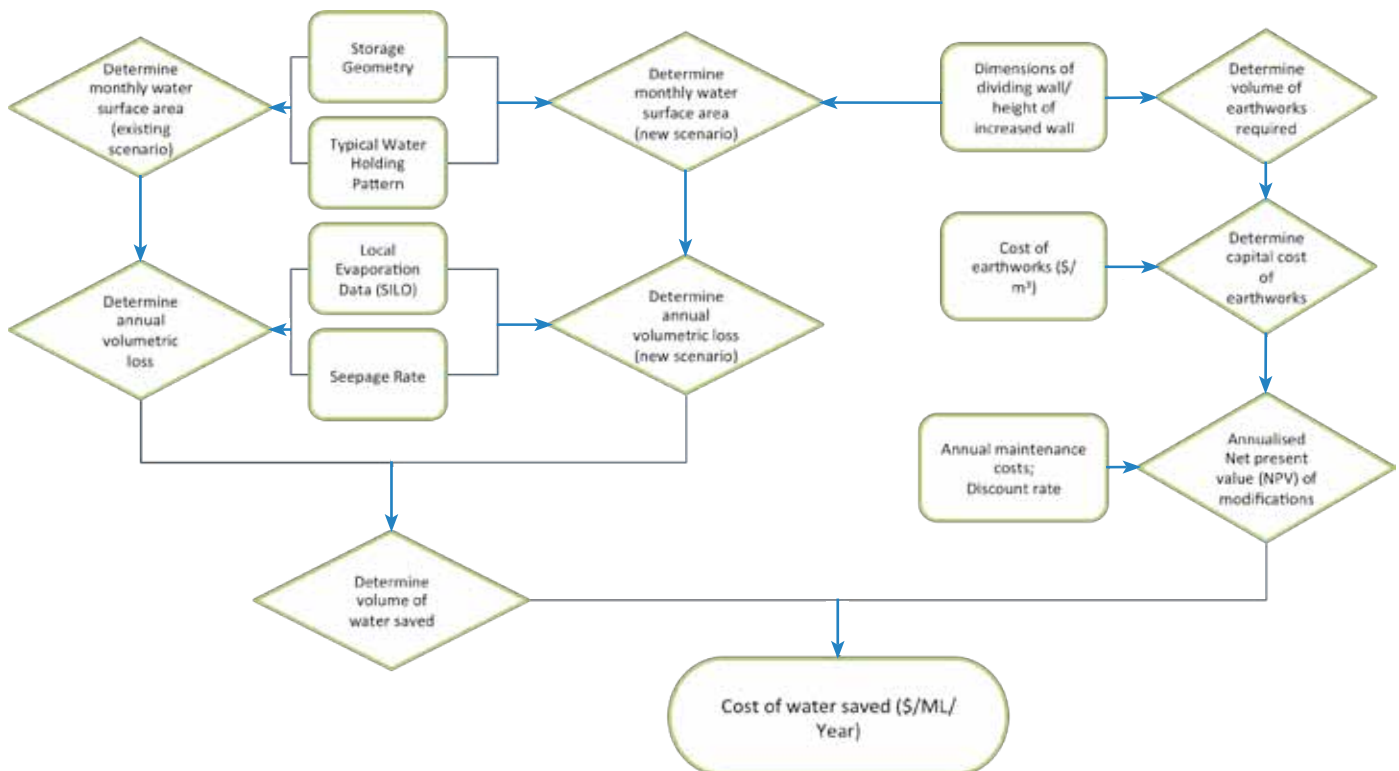 Determine
monthly water
surface area
(existing
scenario)
Storage
Geometry
Typical Water
Holding
Pattern
Determine
monthly water
surface area
(new scenario)
Dimensions of
dividing wall/
height of
increased wall
Determine
volume of
earthworks
required
Determine
annual
volumetric
loss
Local
Evaporation
Data (SILO)
Seepage Rate
Determine
annual
volumetric loss
(new scenario)
Cost of
earthworks ($/
m³)
Determine
capital cost
of
earthworks
Annual maintenance
costs;
Discount rate
Annualised
Net present
value (NPV) of
modifications
Determine
volume of
water saved
Cost of water saved ($/ML/
Year)